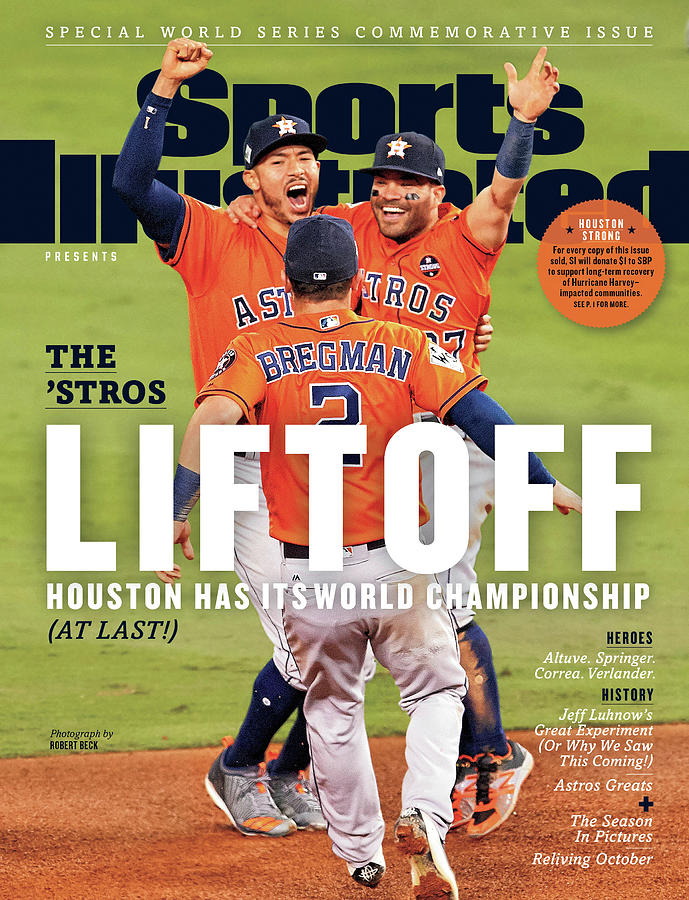 SPECIAL WORLD SERIES COMMEMORATIVE ISSUE
Sports
Illustrated
PRESENTS
HOUSTON
STRONG
For every copy of this issue
sold, SI will donate $1 to SBP
to support long-term recovery
of Hurricane Harvey–
impacted communities.
SEE P. 1 FOR MORE.
ASTROS
BREGMAN
2
THE
’STROS
LIFTOFF
HOUSTON HAS ITS WORLD CHAMPIONSHIP
(AT LAST!)
HEROES
Altuve. Springer.
Correa. Verlander.
HISTORY
Jeff Luhnow’s
Great Experiment
(Or Why We Saw
This Coming!)
Astros Greats
+
The Season
In Pictures
Reliving October
Photograph by
ROBERT BECK